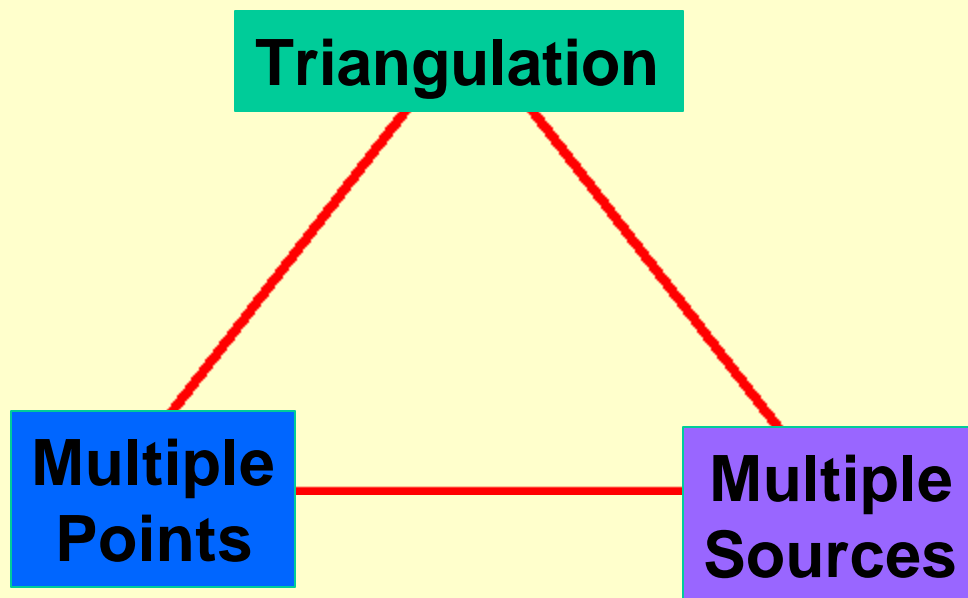 Triangulation
Multiple
Points
Multiple
Sources